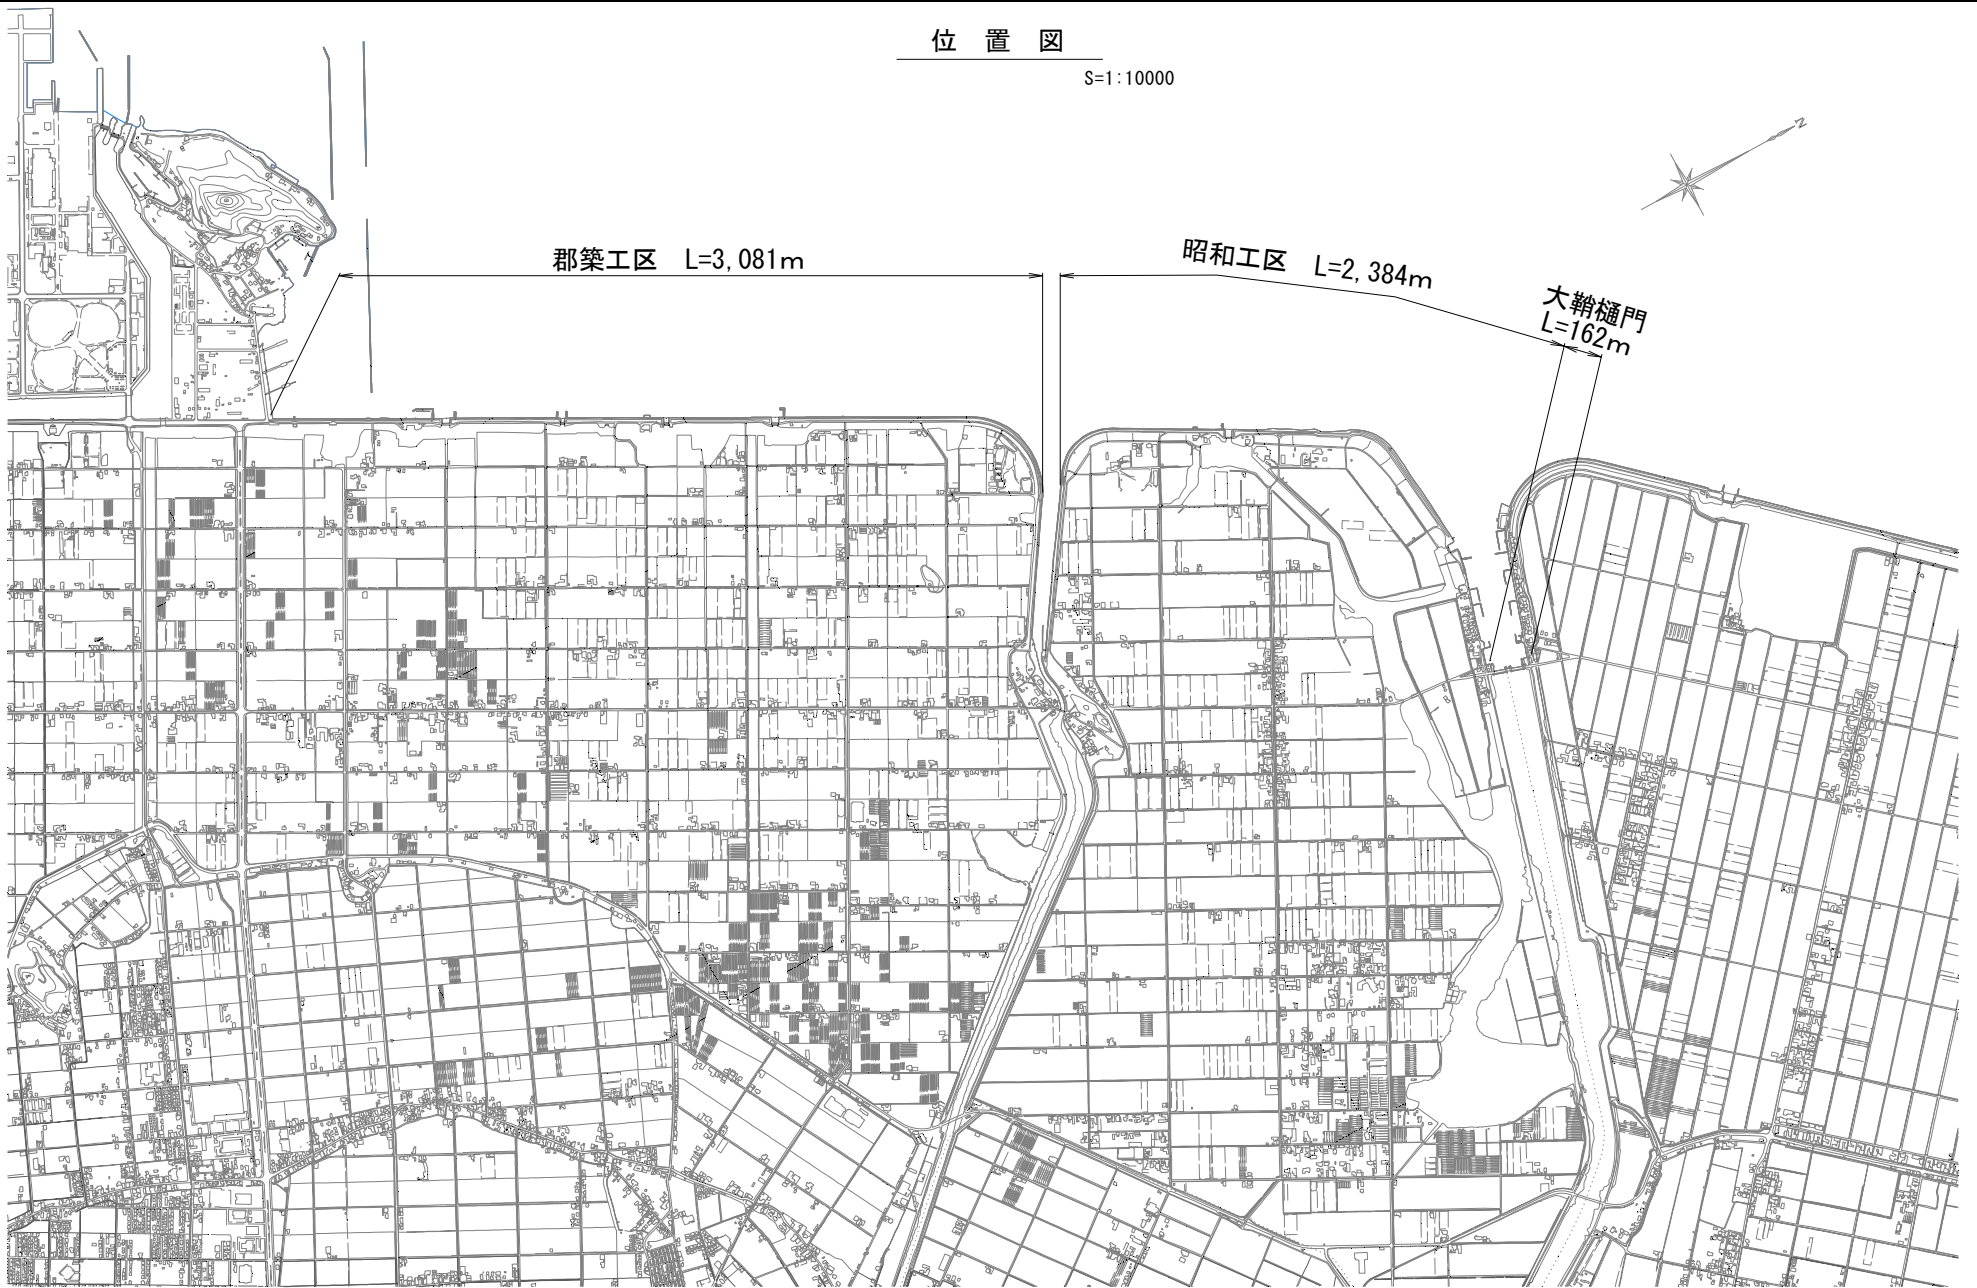 位 置 図
S=1:10000
N
郡築工区 L=3,081m
昭和工区 L=2,384m
大鞘樋門
L=162m